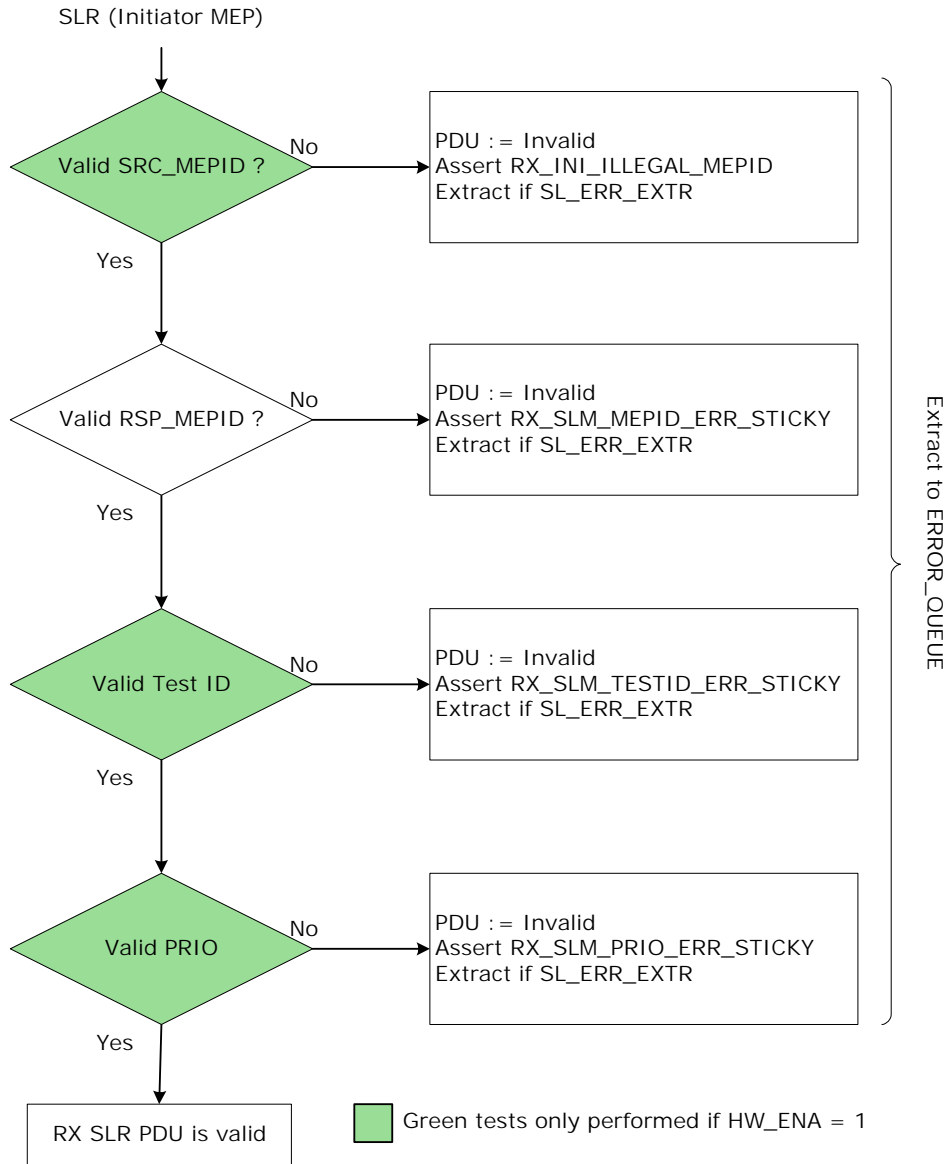 SLR (Initiator MEP)
Valid SRC_MEPID ?
No
PDU := Invalid
Assert RX_INI_ILLEGAL_MEPID
Extract if SL_ERR_EXTR
Yes
Valid RSP_MEPID ?
No
PDU := Invalid
Assert RX_SLM_MEPID_ERR_STICKY
Extract if SL_ERR_EXTR
Yes
Extract to ERROR_QUEUE
Valid Test ID
No
PDU := Invalid
Assert RX_SLM_TESTID_ERR_STICKY
Extract if SL_ERR_EXTR
Yes
Valid PRIO
No
PDU := Invalid
Assert RX_SLM_PRIO_ERR_STICKY
Extract if SL_ERR_EXTR
Yes
RX SLR PDU is valid
Green tests only performed if HW_ENA = 1